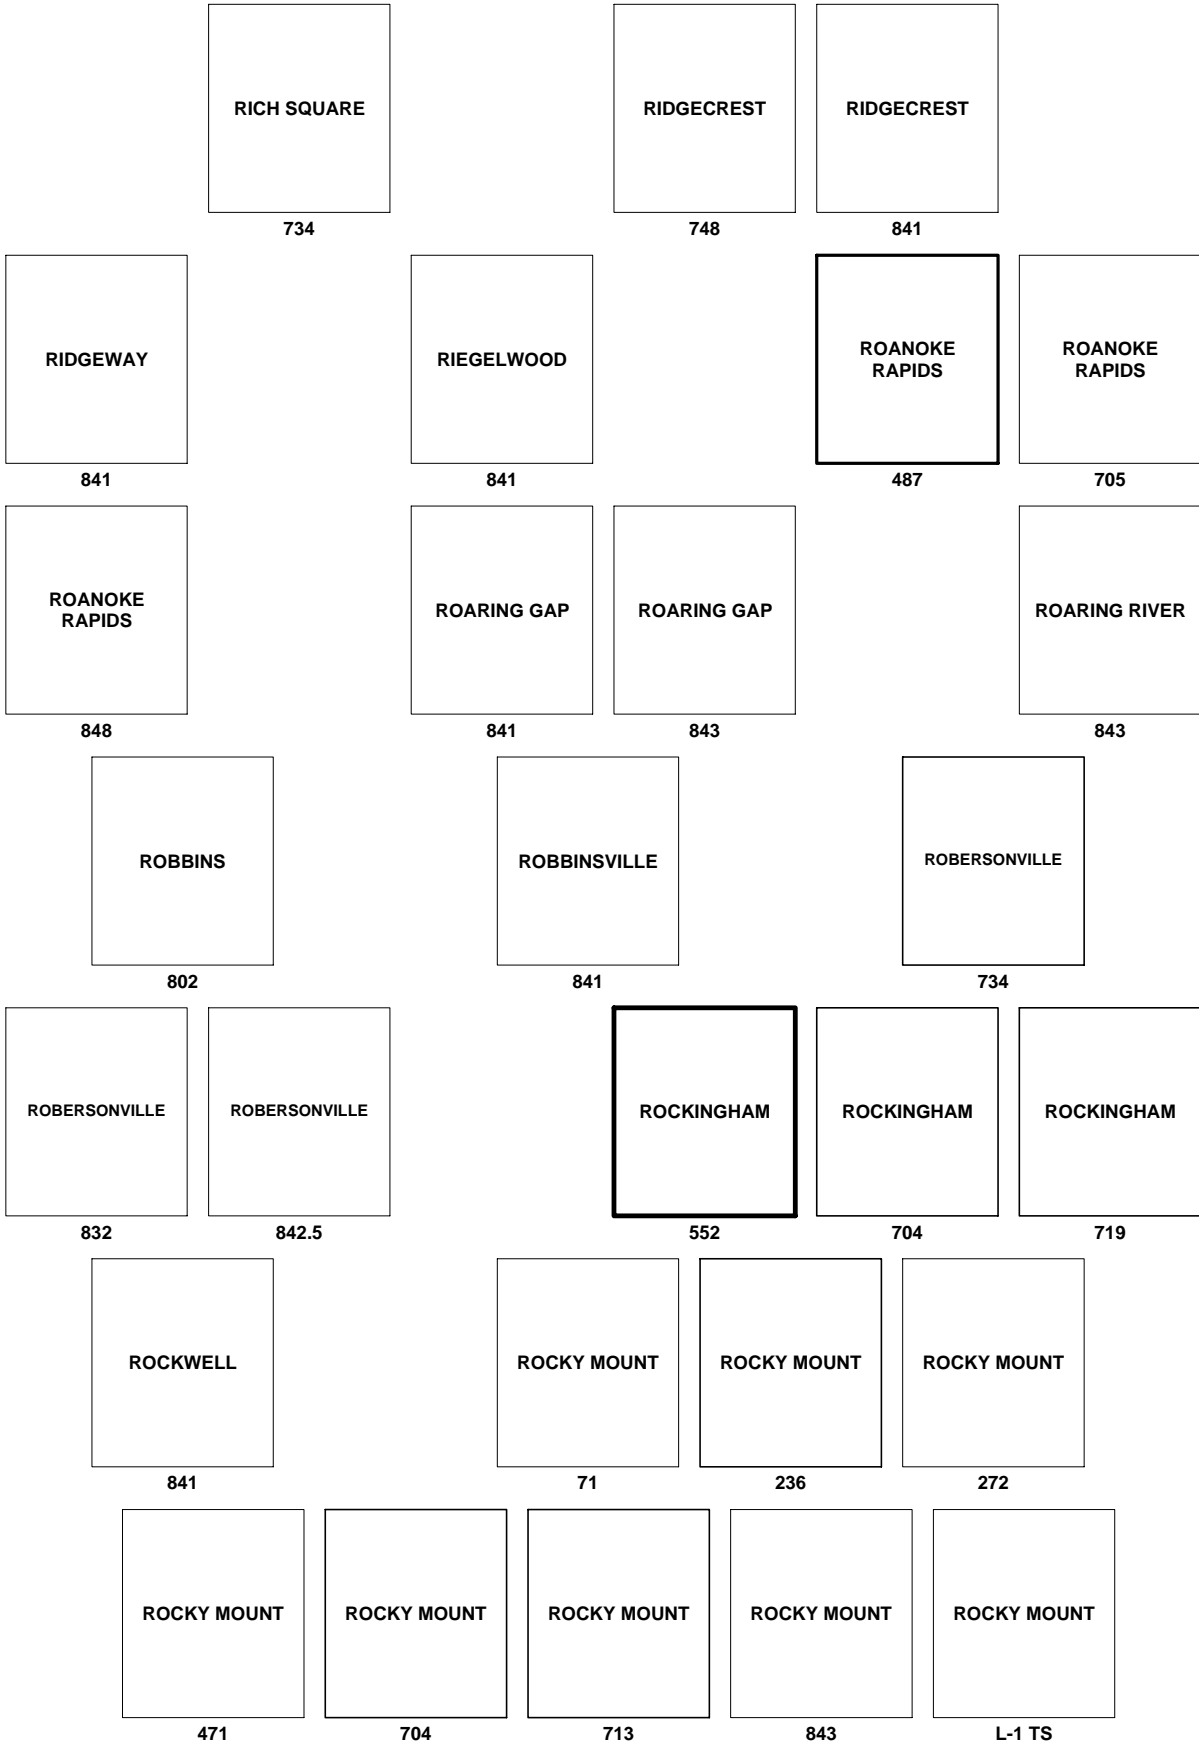 RICH SQUARE
734
RIDGECREST
748
RIDGECREST
841
RIDGEWAY
841
RIEGELWOOD
841
ROANOKE
RAPIDS
487
ROANOKE
RAPIDS
705
ROANOKE
RAPIDS
848
ROARING GAP
841
ROARING GAP
843
ROARING RIVER
843
ROBBINS
802
ROBBINSVILLE
841
ROBERSONVILLE
734
ROBERSONVILLE
832
ROBERSONVILLE
842.5
ROCKINGHAM
552
ROCKINGHAM
704
ROCKINGHAM
719
ROCKWELL
841
ROCKY MOUNT
71
ROCKY MOUNT
236
ROCKY MOUNT
272
ROCKY MOUNT
471
ROCKY MOUNT
704
ROCKY MOUNT
713
ROCKY MOUNT
843
ROCKY MOUNT
L-1 TS